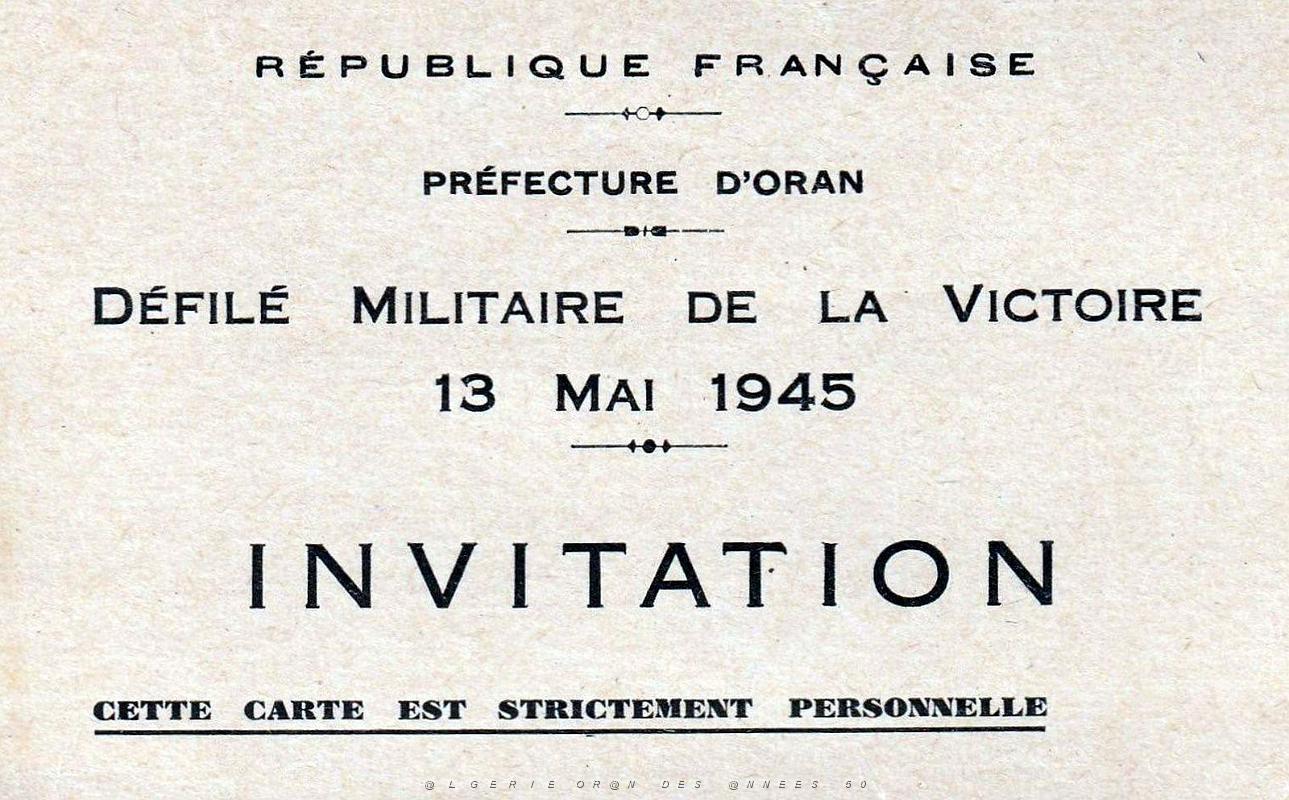 RÉPUBLIQUE FRANÇAISE
PRÉFECTURE D'ORAN
DÉFILÉ MILITAIRE DE LA VICTOIRE
13 MAI 1945
INVITATION
CETTE CARTE EST STRICTEMENT PERSONNELLE
@LGERIE OR@N DES @NNEES 50